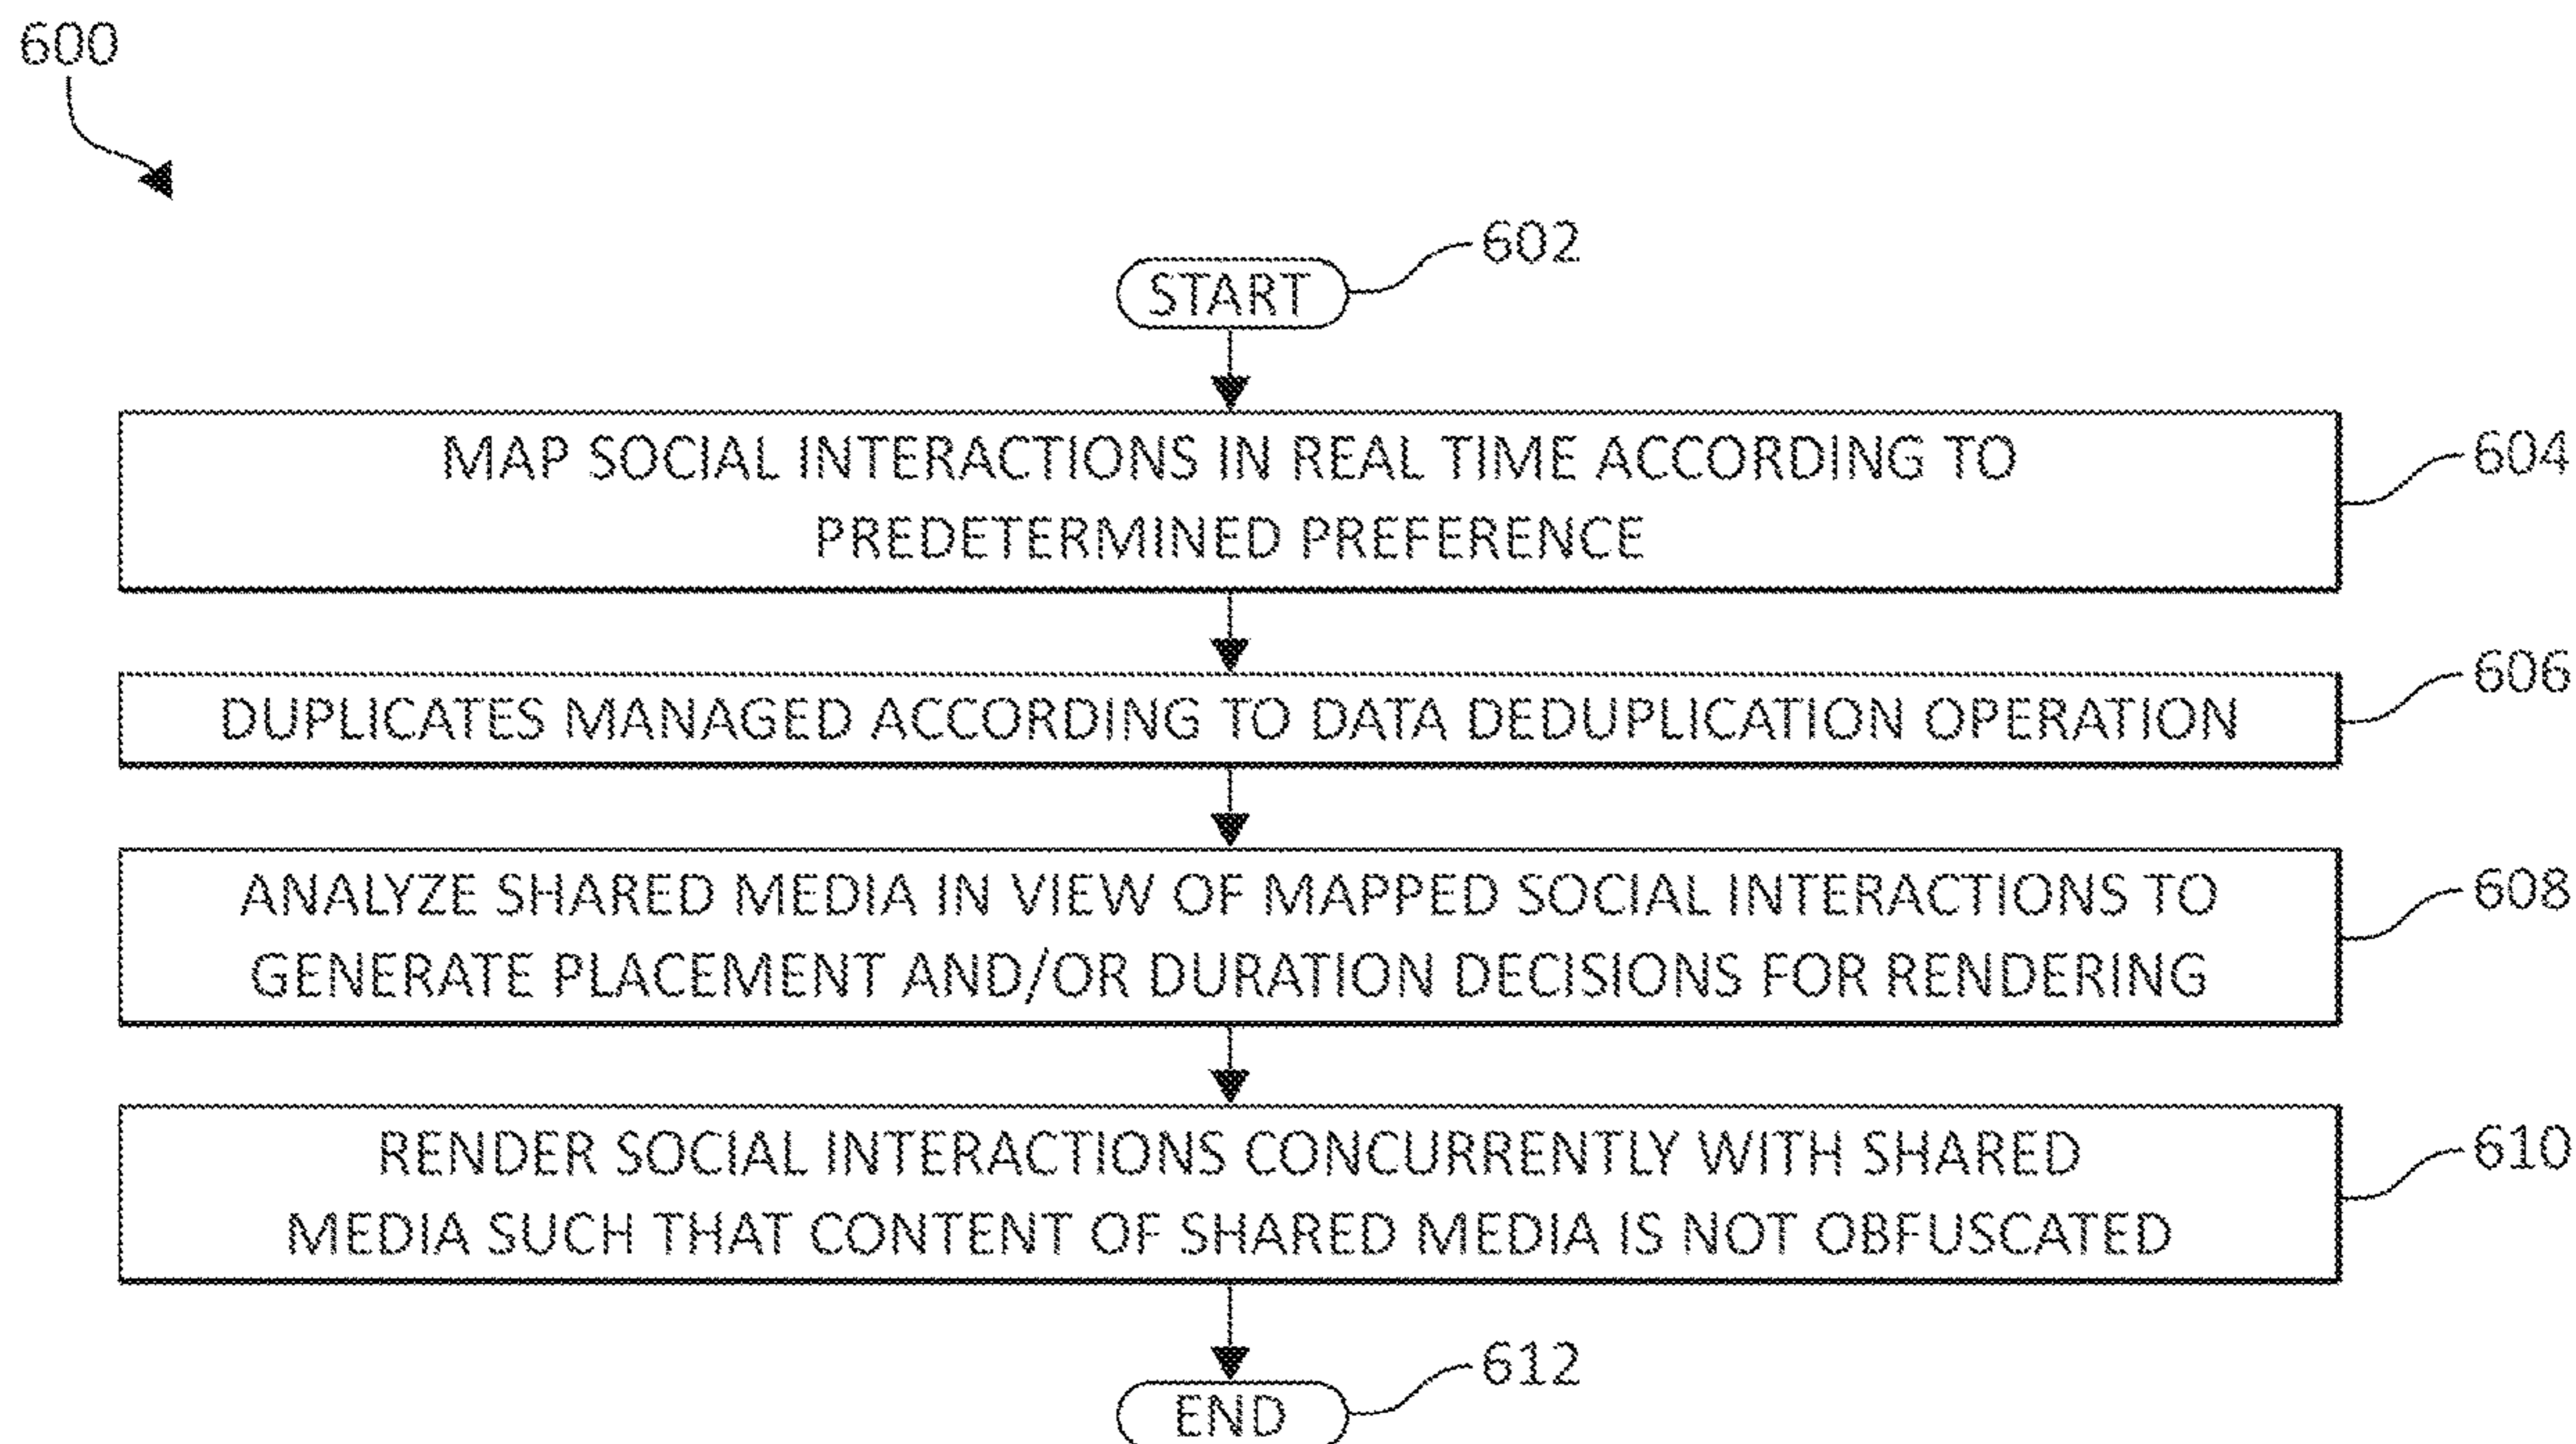 600
START
602
MAP SOCIAL INTERACTIONS IN REAL TIME ACCORDING TO
PREDETERMINED PREFERENCE
604
DUPLICATES MANAGED ACCORDING TO DATA DEDUPLICATION OPERATION
606
ANALYZE SHARED MEDIA IN VIEW OF MAPPED SOCIAL INTERACTIONS TO
GENERATE PLACEMENT AND/OR DURATION DECISIONS FOR RENDERING
608
RENDER SOCIAL INTERACTIONS CONCURRENTLY WITH SHARED
MEDIA SUCH THAT CONTENT OF SHARED MEDIA IS NOT OBFUSCATED
610
END
612